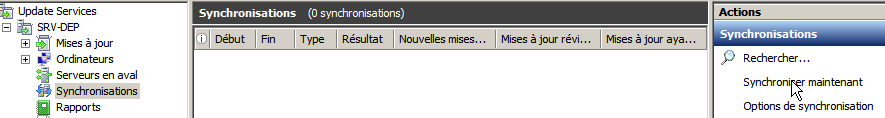 Update Services
SRV-DEP
Mises à jour
Ordinateurs
Serveurs en aval
Synchronisations
Rapports
Synchronisations (0 synchronisations)
Début Fin Type Résultat Nouvelles mises... Mises à jour révi... Mises à jour aya...
Actions
Synchronisations
Rechercher...
Synchroniser maintenant
Options de synchronisation